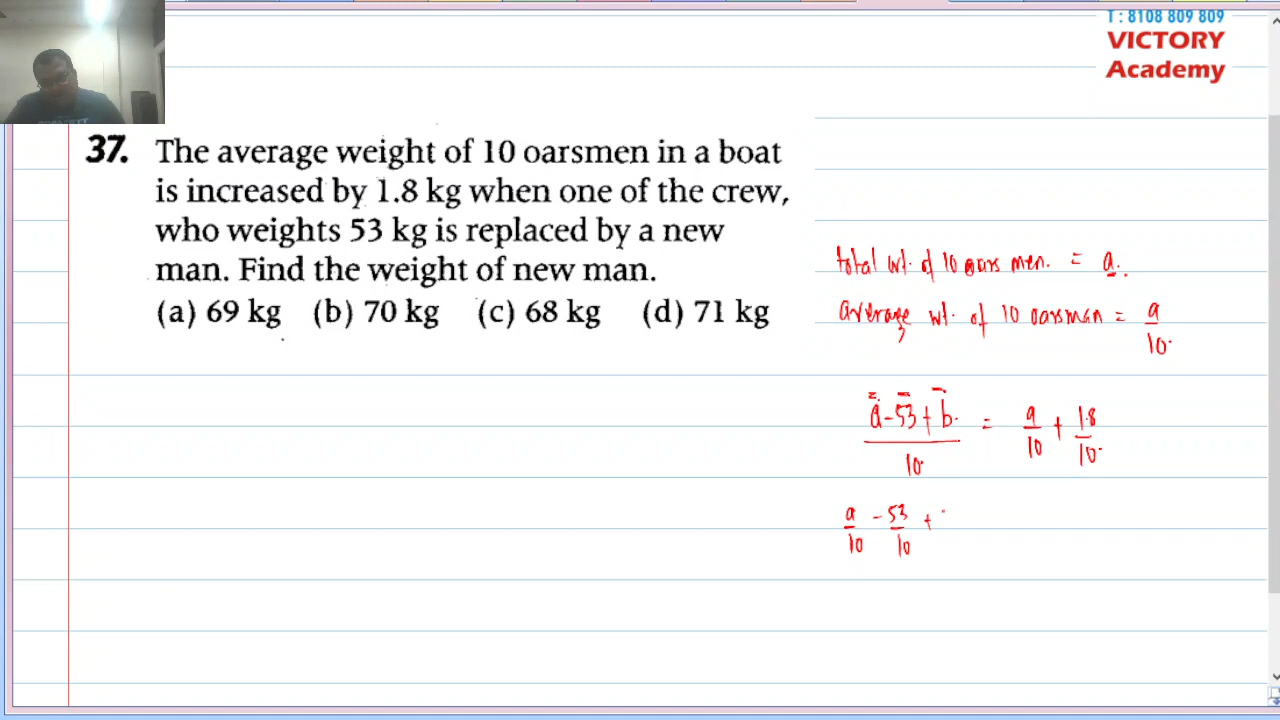 T : 8108 809 809
VICTORY
Academy
37. The average weight of 10 oarsmen in a boat
is increased by 1.8 kg when one of the crew,
who weights 53 kg is replaced by a new
man. Find the weight of new man.
(a) 69 kg (b) 70 kg (c) 68 kg (d) 71 kg
total wt. of 10 oars men. = a.
average wt. of 10 oarsman = a/10.
(a - 53 + b.)/10. = a/10 + 1.8/10.
a/10 - 53/10 +